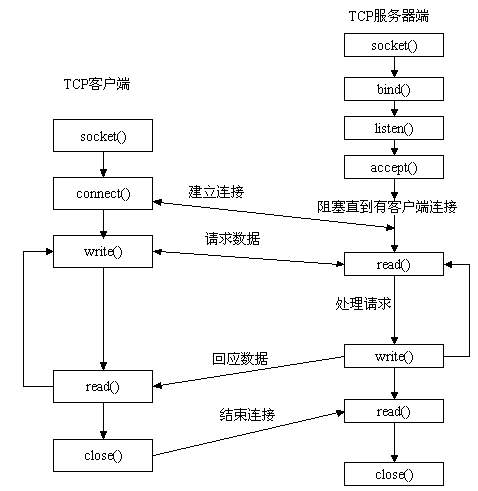 TCP服务器端
socket()
bind()
TCP客户端
listen()
socket()
accept()
connect()
建立连接
阻塞直到有客户端连接
请求数据
write()
read()
处理请求
回应数据
write()
read()
结束连接
read()
close()
close()